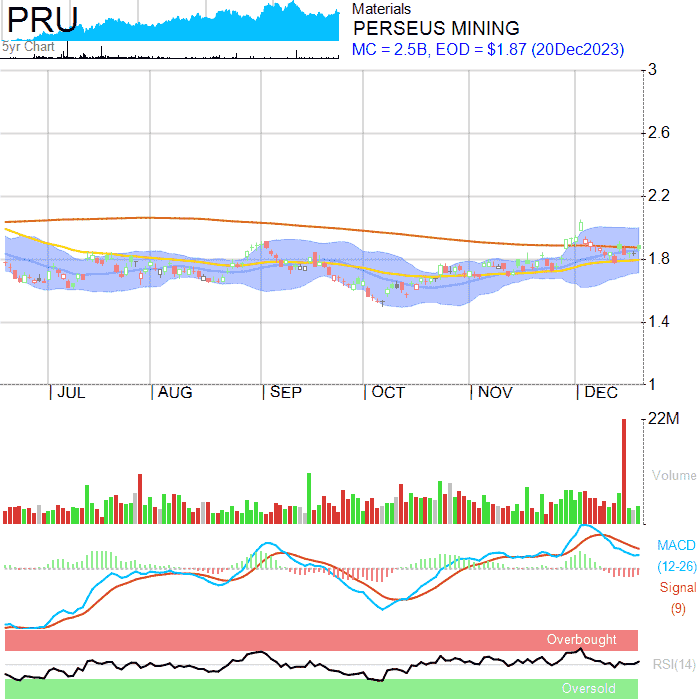 PRU
5yr Chart
Materials
PERSEUS MINING
MC = 2.5B, EOD = $1.87 (20Dec2023)
3
2.6
2.2
1.8
1.4
1
JUL
AUG
SEP
OCT
NOV
DEC
22M
Volume
MACD
(12-26)
Signal
(9)
Overbought
RSI(14)
Oversold